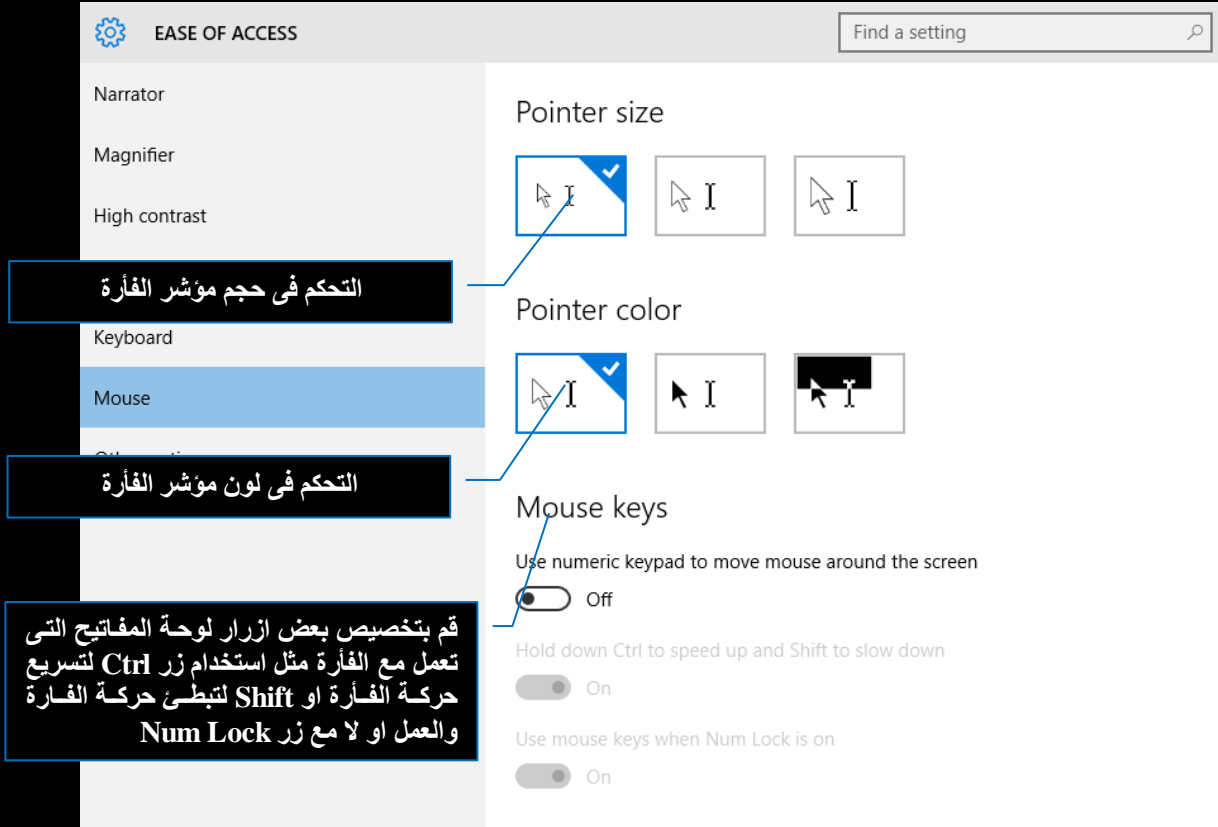 EASE OF ACCESS
Find a setting
Narrator
Magnifier
High contrast
التحكم فى حجم مؤشر الفأرة
Keyboard
Mouse
التحكم فى لون مؤشر الفأرة
قم بتخصيص بعض ازرار لوحة المفاتيح التى
تعمل مع الفأرة مثل استخدام زر Ctrl لتسريع
حركة الفأرة او Shift لتبطئ حركة الفارة
والعمل او لا مع زر Num Lock
Pointer size
Pointer color
Mouse keys
Use numeric keypad to move mouse around the screen
Off
Hold down Ctrl to speed up and Shift to slow down
On
Use mouse keys when Num Lock is on
On